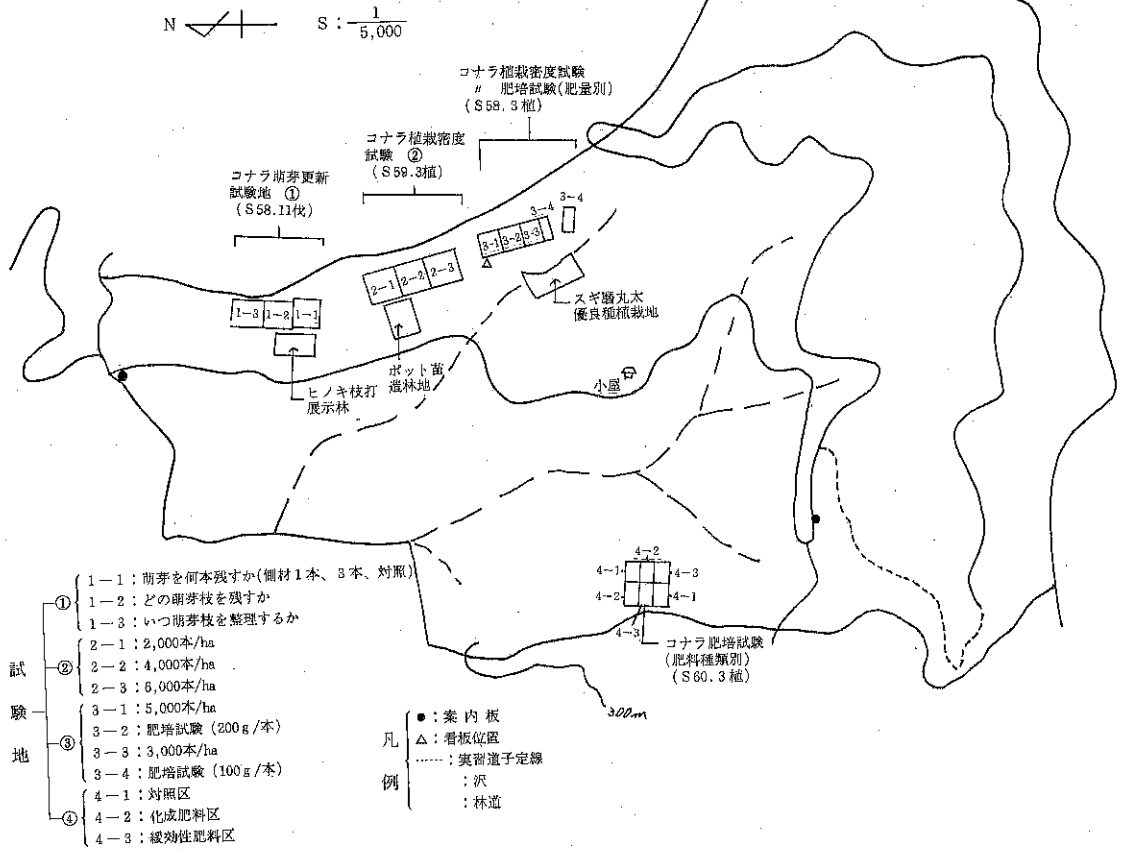 N S : 1/5,000
コナラ植栽密度試験
〃 肥培試験(肥量別)
(S58.3植)
コナラ植栽密度
試験 ②
(S59.3植)
コナラ萌芽更新
試験地 ①
(S58.11伐)
3-4
3-4
3-1 3-2 3-3
2-1 2-2 2-3
1-3 1-2 1-1
スギ磨丸太
優良種植栽地
ポット苗
造林地
ヒノキ枝打
展示林
小屋
4-2
4-1 4-3
4-2 4-1
4-3
コナラ肥培試験
(肥料種類別)
(S60.3植)
300m
試験地
①
1-1:萌芽を何本残すか(側材1本、3本、対照)
1-2:どの萌芽枝を残すか
1-3:いつ萌芽枝を整理するか
②
2-1:2,000本/ha
2-2:4,000本/ha
2-3:6,000本/ha
③
3-1:5,000本/ha
3-2:肥培試験(200g/本)
3-3:3,000本/ha
3-4:肥培試験(100g/本)
④
4-1:対照区
4-2:化成肥料区
4-3:緩効性肥料区
凡例
●:案内板
△:看板位置
……:実習道予定線
:沢
:林道